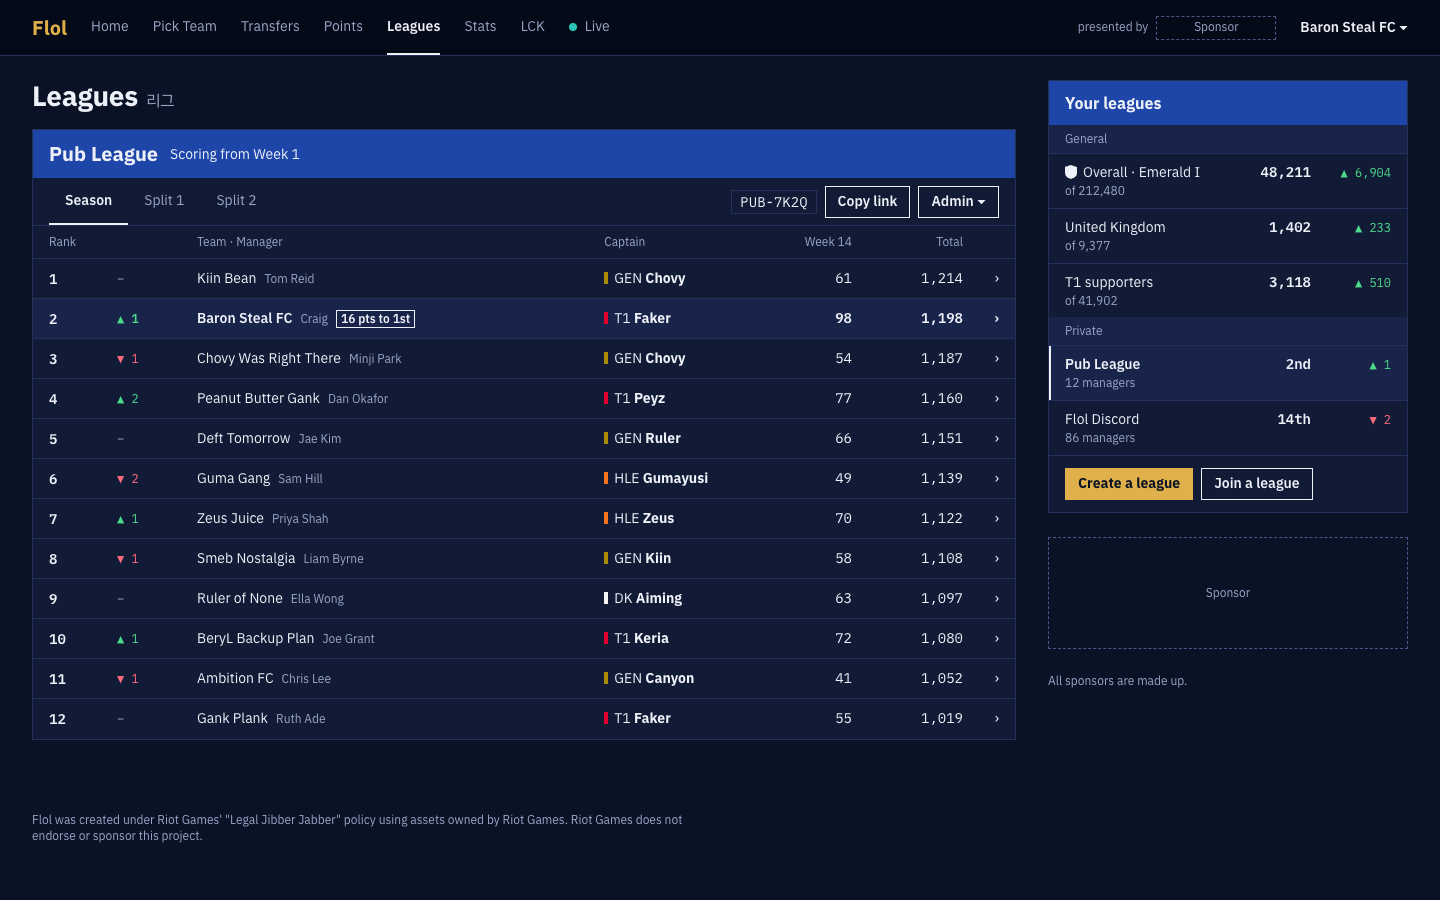 Flol Home Pick Team Transfers Points Leagues Stats LCK Live presented by Sponsor Baron Steal FC
Leagues 리그
Pub League Scoring from Week 1
Season Split 1 Split 2 PUB-7K2Q Copy link Admin
Rank Team · Manager Captain Week 14 Total
1 – Kiin Bean Tom Reid GEN Chovy 61 1,214 ›
2 ▲ 1 Baron Steal FC Craig 16 pts to 1st T1 Faker 98 1,198 ›
3 ▼ 1 Chovy Was Right There Minji Park GEN Chovy 54 1,187 ›
4 ▲ 2 Peanut Butter Gank Dan Okafor T1 Peyz 77 1,160 ›
5 – Deft Tomorrow Jae Kim GEN Ruler 66 1,151 ›
6 ▼ 2 Guma Gang Sam Hill HLE Gumayusi 49 1,139 ›
7 ▲ 1 Zeus Juice Priya Shah HLE Zeus 70 1,122 ›
8 ▼ 1 Smeb Nostalgia Liam Byrne GEN Kiin 58 1,108 ›
9 – Ruler of None Ella Wong DK Aiming 63 1,097 ›
10 ▲ 1 BeryL Backup Plan Joe Grant T1 Keria 72 1,080 ›
11 ▼ 1 Ambition FC Chris Lee GEN Canyon 41 1,052 ›
12 – Gank Plank Ruth Ade T1 Faker 55 1,019 ›
Your leagues
General
Overall · Emerald I 48,211 ▲ 6,904
of 212,480
United Kingdom 1,402 ▲ 233
of 9,377
T1 supporters 3,118 ▲ 510
of 41,902
Private
Pub League 2nd ▲ 1
12 managers
Flol Discord 14th ▼ 2
86 managers
Create a league Join a league
Sponsor
All sponsors are made up.
Flol was created under Riot Games' "Legal Jibber Jabber" policy using assets owned by Riot Games. Riot Games does not
endorse or sponsor this project.